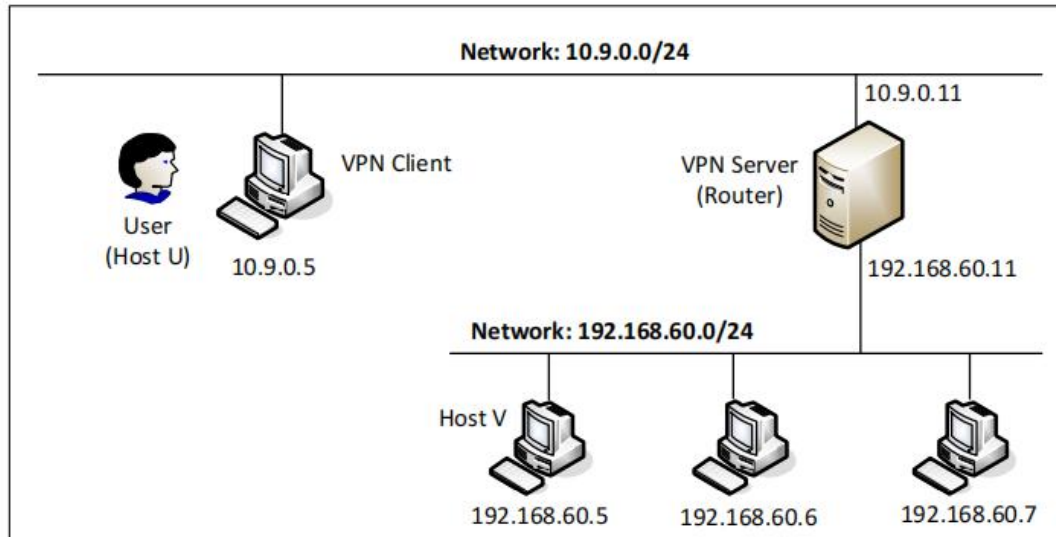 Network: 10.9.0.0/24
10.9.0.11
VPN Client
VPN Server
(Router)
User
(Host U)
10.9.0.5
192.168.60.11
Network: 192.168.60.0/24
Host V
192.168.60.5
192.168.60.6
192.168.60.7